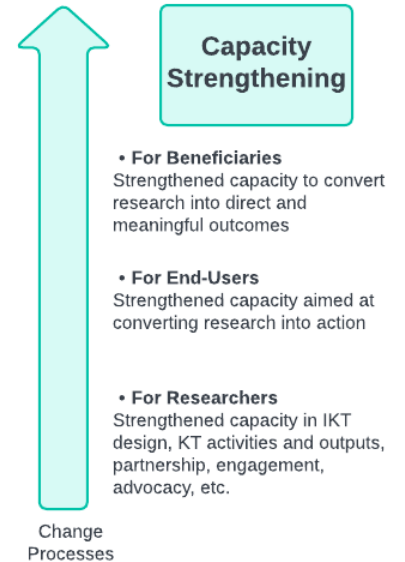 Capacity
Strengthening
• For Beneficiaries
Strengthened capacity to convert
research into direct and
meaningful outcomes
• For End-Users
Strengthened capacity aimed at
converting research into action
• For Researchers
Strengthened capacity in IKT
design, KT activities and outputs,
partnership, engagement,
advocacy, etc.
Change
Processes